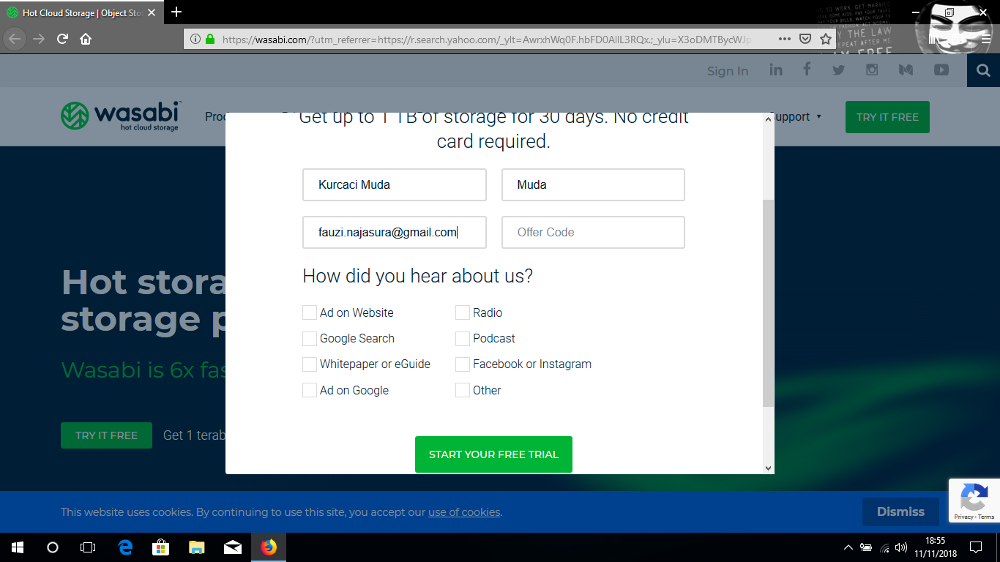 Hot Cloud Storage | Object Sto
https://wasabi.com/?utm_referrer=https://r.search.yahoo.com/_ylt=AwrxhWq0F.hbFD0AllL3RQx.;_ylu=X3oDMTBycWJp
Sign In
wasabi
hot cloud storage
Support
TRY IT FREE
Get up to 1 TB of storage for 30 days. No credit
card required.
Kurcaci Muda
Muda
fauzi.najasura@gmail.com
Offer Code
How did you hear about us?
Ad on Website
Radio
Google Search
Podcast
Whitepaper or eGuide
Facebook or Instagram
Ad on Google
Other
START YOUR FREE TRIAL
Hot stora
storage p
Wasabi is 6x fas
TRY IT FREE
Get 1 terab
This website uses cookies. By continuing to use this site, you accept our use of cookies.
Dismiss
Privacy - Terms
18:55
11/11/2018